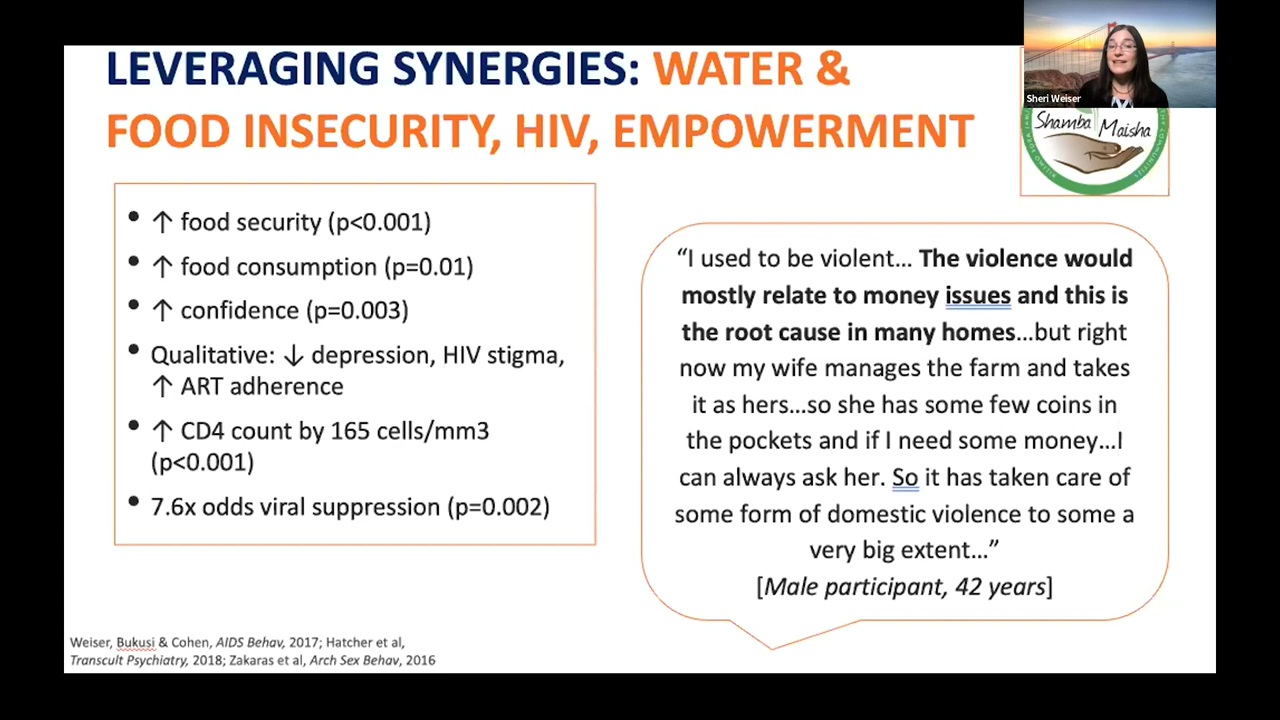 LEVERAGING SYNERGIES: WATER &
FOOD INSECURITY, HIV, EMPOWERMENT
Sheri Weiser
Shamba Maisha
• ↑ food security (p<0.001)
• ↑ food consumption (p=0.01)
• ↑ confidence (p=0.003)
• Qualitative: ↓ depression, HIV stigma,
↑ ART adherence
• ↑ CD4 count by 165 cells/mm3
(p<0.001)
• 7.6x odds viral suppression (p=0.002)
“I used to be violent... The violence would
mostly relate to money issues and this is
the root cause in many homes...but right
now my wife manages the farm and takes
it as hers...so she has some few coins in
the pockets and if I need some money...I
can always ask her. So it has taken care of
some form of domestic violence to some a
very big extent...”
[Male participant, 42 years]
Weiser, Bukusi & Cohen, AIDS Behav, 2017; Hatcher et al,
Transcult Psychiatry, 2018; Zakaras et al, Arch Sex Behav, 2016